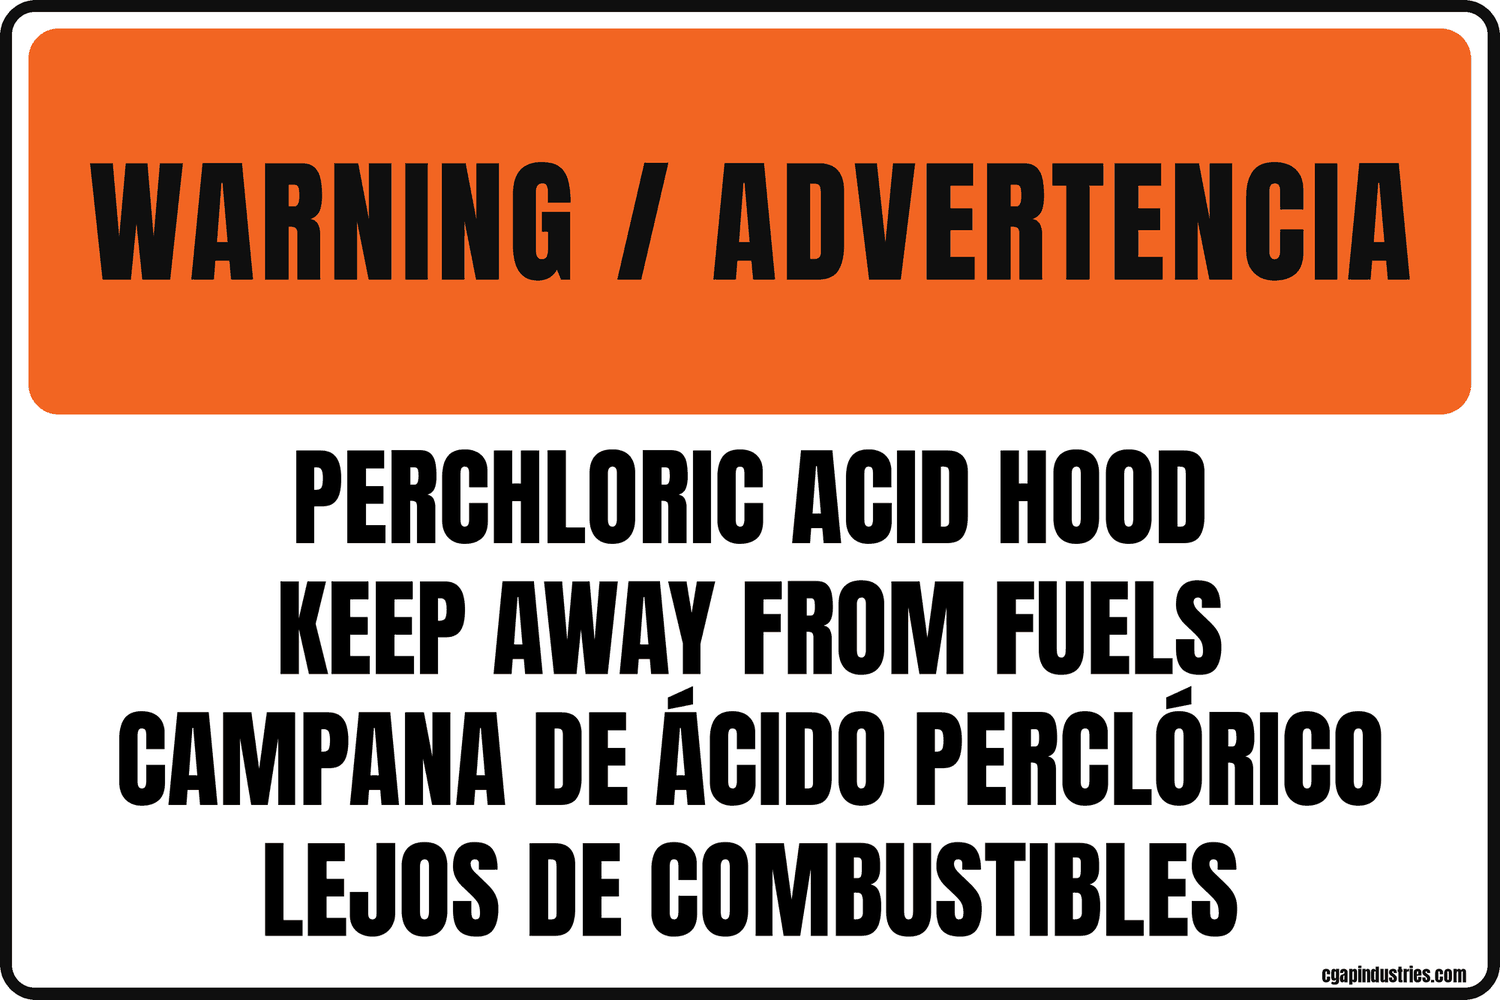 WARNING / ADVERTENCIA
PERCHLORIC ACID HOOD
KEEP AWAY FROM FUELS
CAMPANA DE ÁCIDO PERCLÓRICO
LEJOS DE COMBUSTIBLES
cgapindustries.com